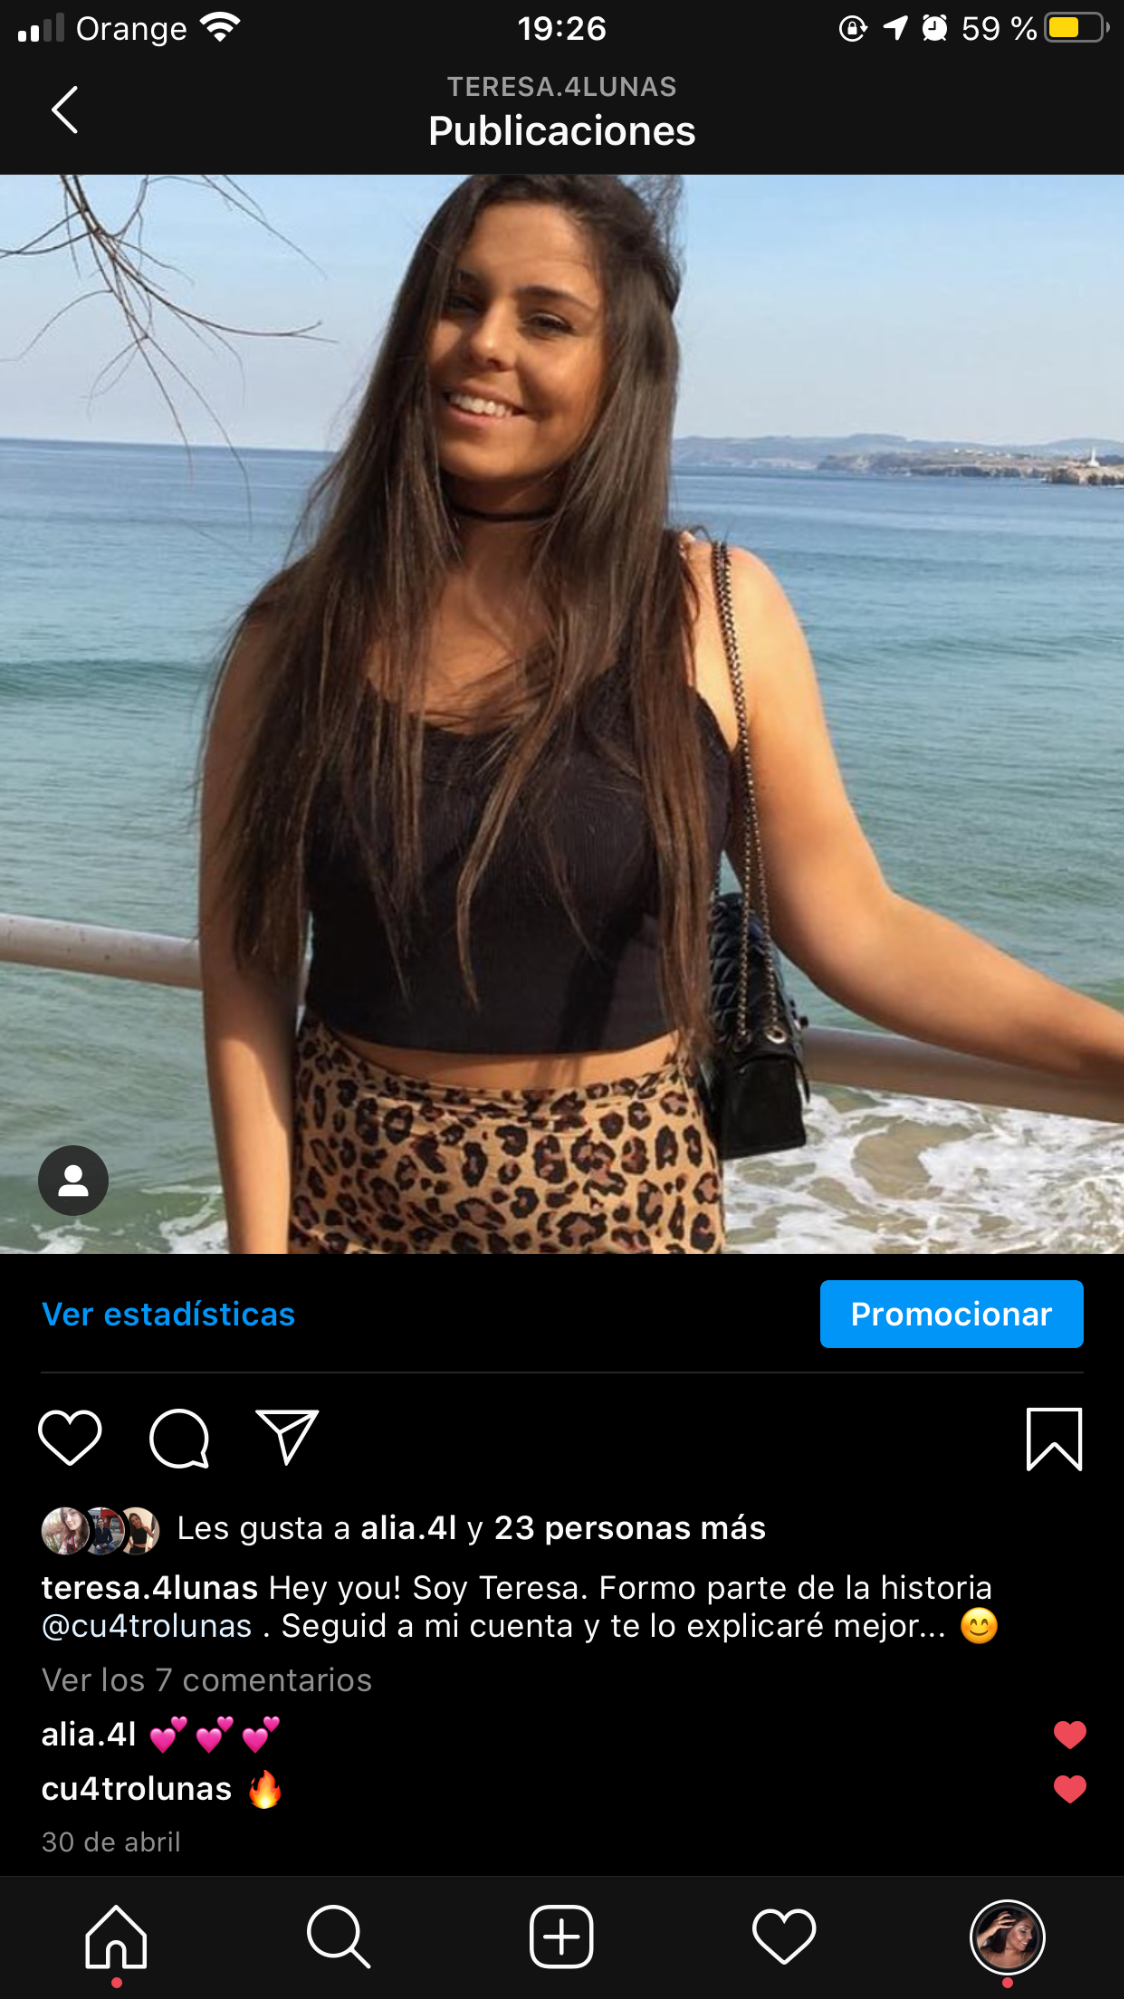 Orange 19:26 59 %
TERESA.4LUNAS
Publicaciones
Ver estadísticas Promocionar
Les gusta a alia.4l y 23 personas más
teresa.4lunas Hey you! Soy Teresa. Formo parte de la historia
@cu4trolunas . Seguid a mi cuenta y te lo explicaré mejor... 😊
Ver los 7 comentarios
alia.4l 💕💕💕
cu4trolunas 🔥
30 de abril